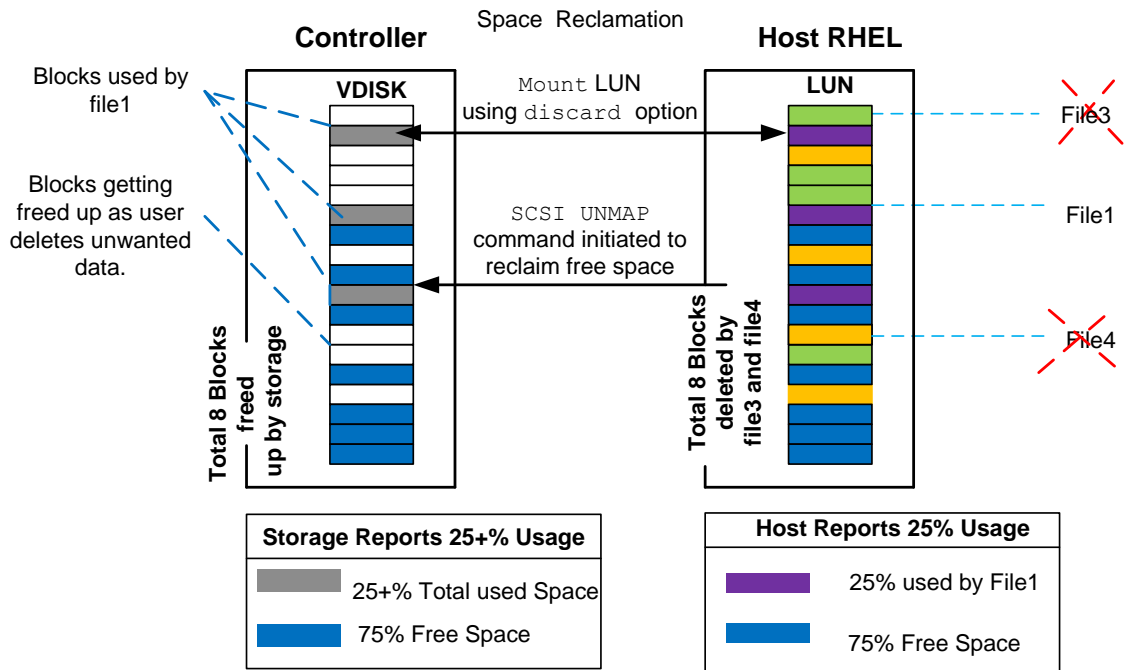 Space Reclamation
Controller
Host RHEL
Blocks used by
file1
VDISK
Mount LUN
using discard option
LUN
File3
Blocks getting
freed up as user
deletes unwanted
data.
SCSI UNMAP
command initiated to
reclaim free space
File1
File4
Total 8 Blocks
freed
up by storage
Total 8 Blocks
deleted by
file3 and file4
Storage Reports 25+% Usage
25+% Total used Space
75% Free Space
Host Reports 25% Usage
25% used by File1
75% Free Space